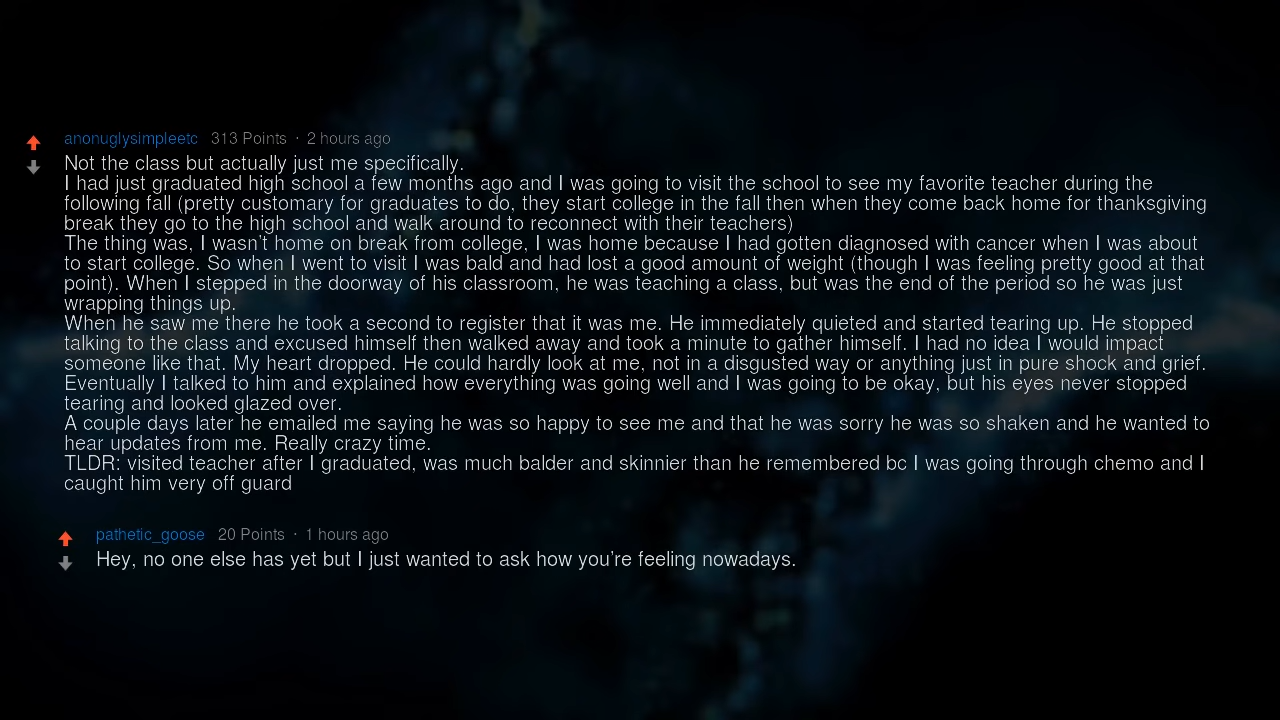 anonuglysimpleetc 313 Points · 2 hours ago
Not the class but actually just me specifically.
I had just graduated high school a few months ago and I was going to visit the school to see my favorite teacher during the
following fall (pretty customary for graduates to do, they start college in the fall then when they come back home for thanksgiving
break they go to the high school and walk around to reconnect with their teachers)
The thing was, I wasn't home on break from college, I was home because I had gotten diagnosed with cancer when I was about
to start college. So when I went to visit I was bald and had lost a good amount of weight (though I was feeling pretty good at that
point). When I stepped in the doorway of his classroom, he was teaching a class, but was the end of the period so he was just
wrapping things up.
When he saw me there he took a second to register that it was me. He immediately quieted and started tearing up. He stopped
talking to the class and excused himself then walked away and took a minute to gather himself. I had no idea I would impact
someone like that. My heart dropped. He could hardly look at me, not in a disgusted way or anything just in pure shock and grief.
Eventually I talked to him and explained how everything was going well and I was going to be okay, but his eyes never stopped
tearing and looked glazed over.
A couple days later he emailed me saying he was so happy to see me and that he was sorry he was so shaken and he wanted to
hear updates from me. Really crazy time.
TLDR: visited teacher after I graduated, was much balder and skinnier than he remembered bc I was going through chemo and I
caught him very off guard
pathetic_goose 20 Points · 1 hours ago
Hey, no one else has yet but I just wanted to ask how you're feeling nowadays.